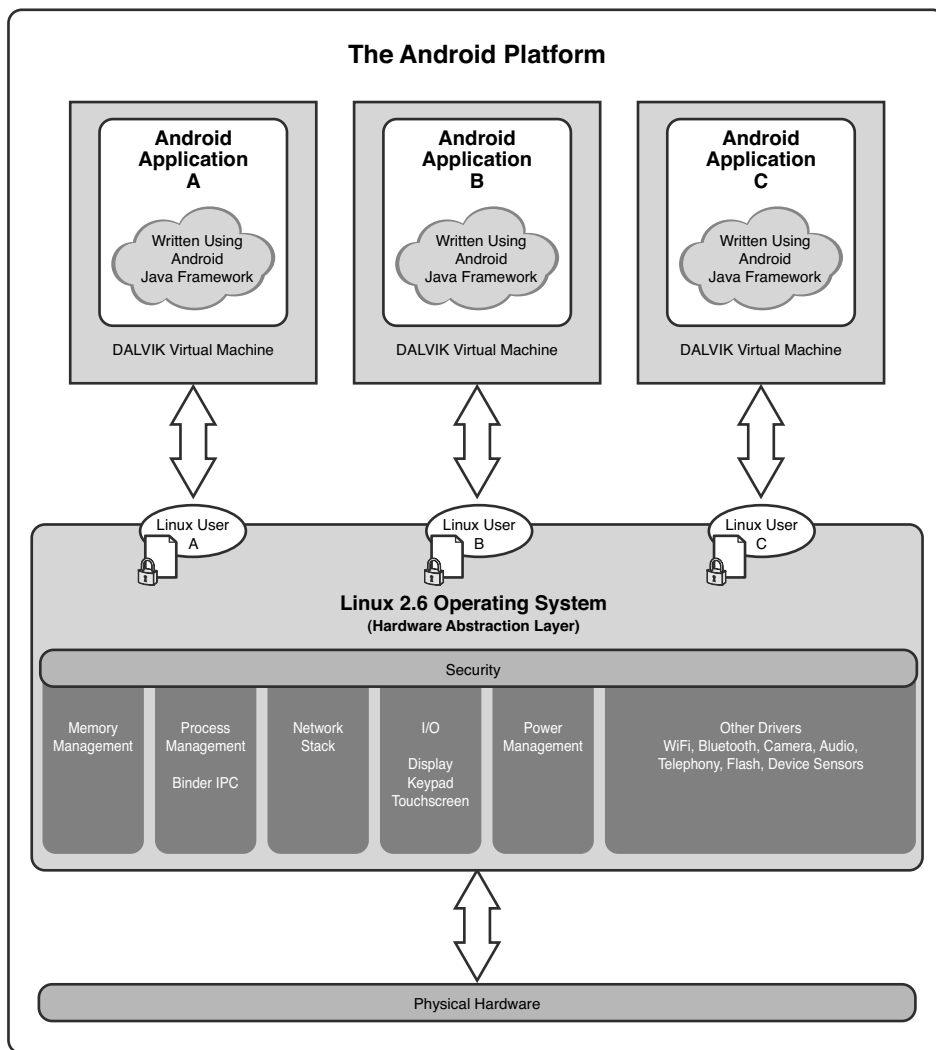 The Android Platform
Android
Application
A
Written Using
Android
Java Framework
DALVIK Virtual Machine
Android
Application
B
Written Using
Android
Java Framework
DALVIK Virtual Machine
Android
Application
C
Written Using
Android
Java Framework
DALVIK Virtual Machine
Linux User
A
Linux User
B
Linux User
C
Linux 2.6 Operating System
(Hardware Abstraction Layer)
Security
Memory
Management
Process
Management
Binder IPC
Network
Stack
I/O
Display
Keypad
Touchscreen
Power
Management
Other Drivers
WiFi, Bluetooth, Camera, Audio,
Telephony, Flash, Device Sensors
Physical Hardware